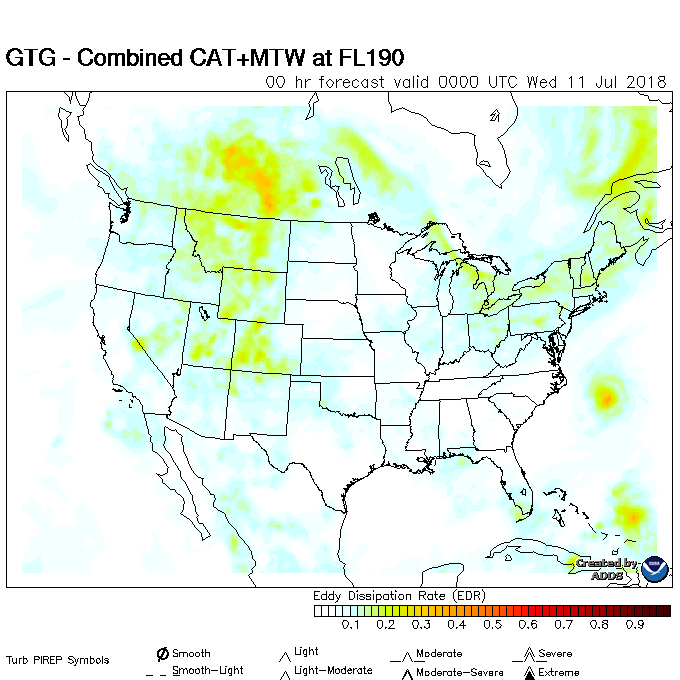 GTG - Combined CAT+MTW at FL190
00 hr forecast valid 0000 UTC Wed 11 Jul 2018
Created by
ADDS
Eddy Dissipation Rate (EDR)
0.1 0.2 0.3 0.4 0.5 0.6 0.7 0.8 0.9
Turb PIREP Symbols
Smooth Light Moderate Severe
Smooth-Light Light-Moderate Moderate-Severe Extreme